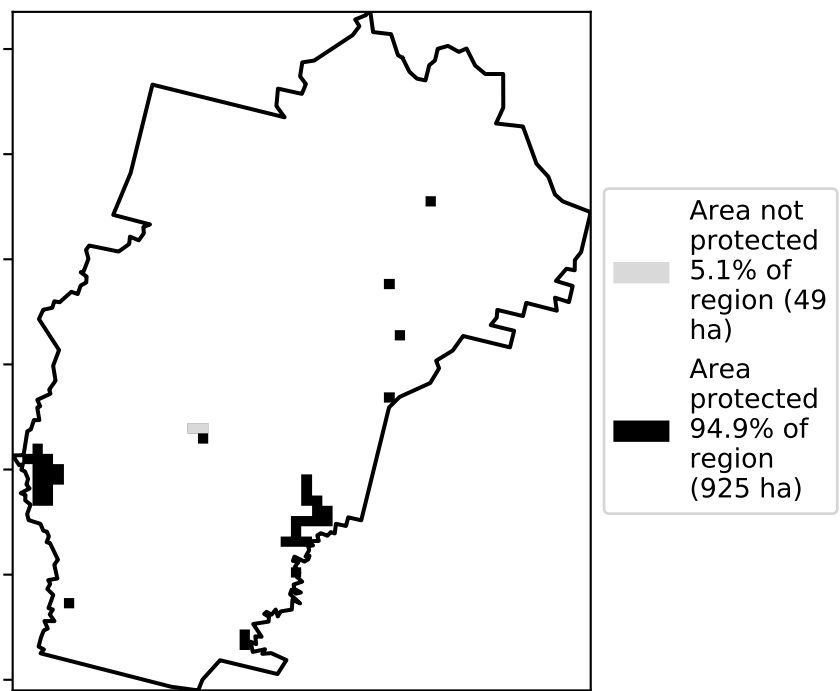 Area not
protected
5.1% of
region (49
ha)
Area
protected
94.9% of
region
(925 ha)